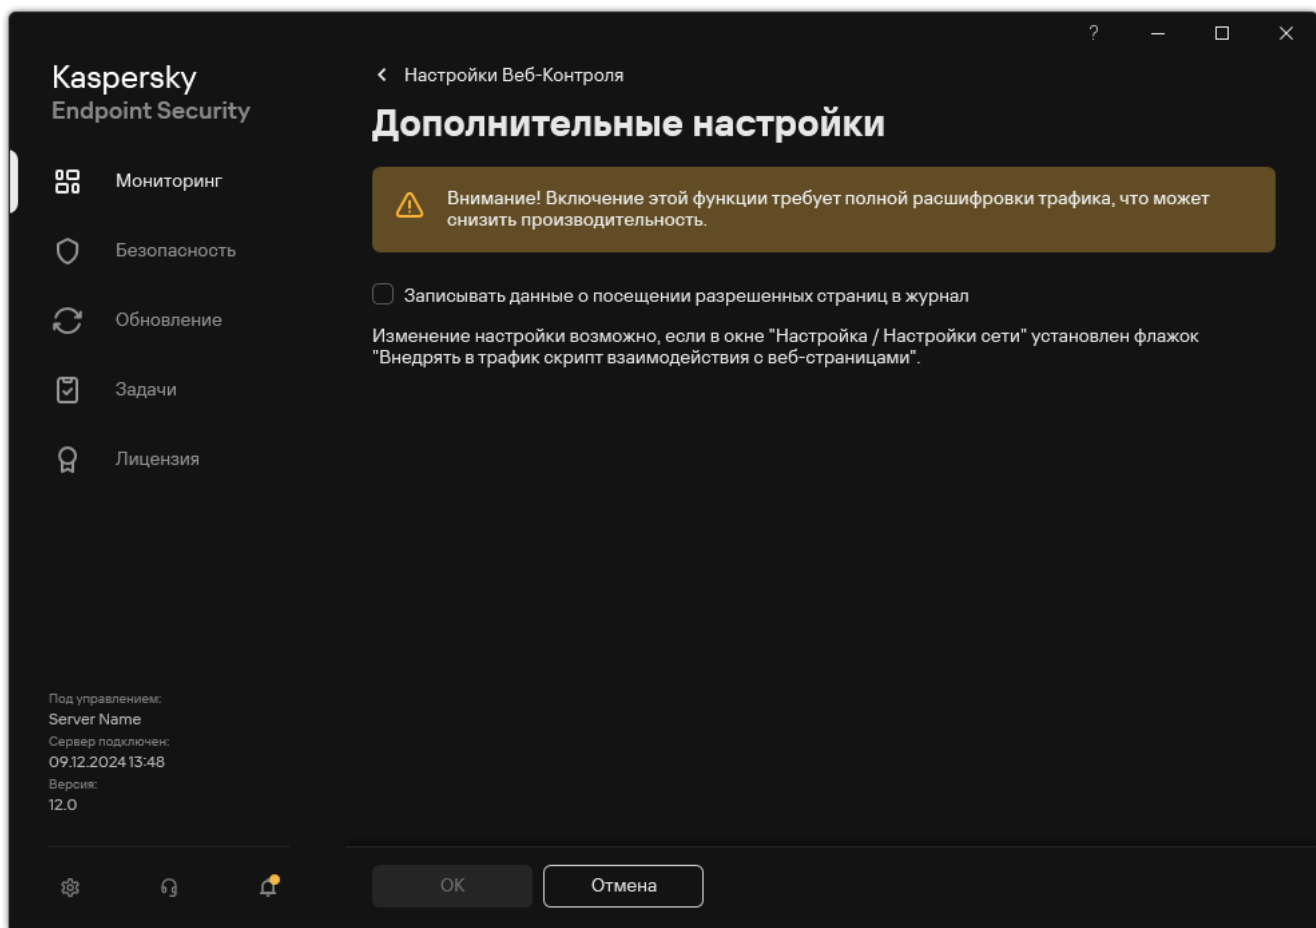 ?
Kaspersky
Endpoint Security
Мониторинг
Безопасность
Обновление
Задачи
Лицензия
Под управлением:
Server Name
Сервер подключен:
09.12.2024 13:48
Версия:
12.0
Настройки Веб-Контроля
Дополнительные настройки
Внимание! Включение этой функции требует полной расшифровки трафика, что может
снизить производительность.
Записывать данные о посещении разрешенных страниц в журнал
Изменение настройки возможно, если в окне "Настройка / Настройки сети" установлен флажок
"Внедрять в трафик скрипт взаимодействия с веб-страницами".
ОК
Отмена